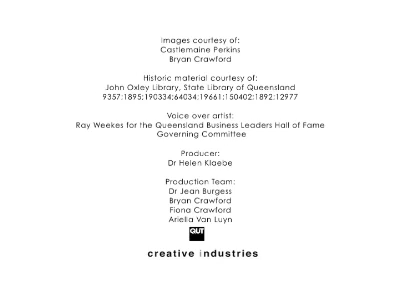 Images courtesy of:
Castlemaine Perkins
Bryan Crawford
Historic material courtesy of:
John Oxley Library, State Library of Queensland
9357;1895;190334;64034;19661;150402;1892;12977
Voice over artist:
Ray Weekes for the Queensland Business Leaders Hall of Fame
Governing Committee
Producer:
Dr Helen Klaebe
Production Team:
Dr Jean Burgess
Bryan Crawford
Fiona Crawford
Ariella Van Luyn
QUT
creative industries